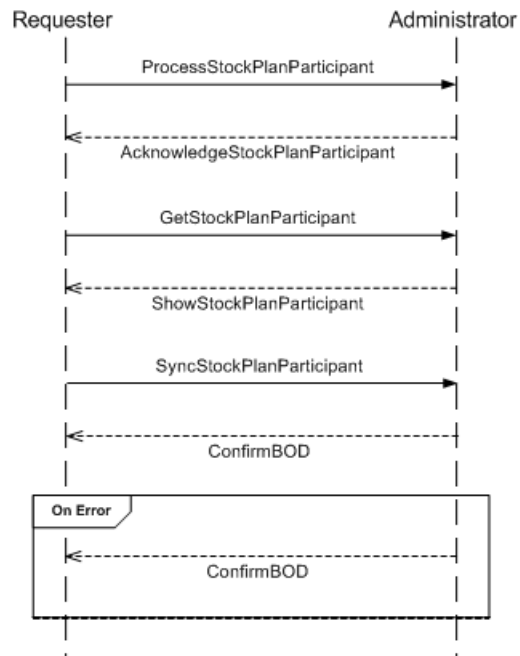 Requester
Administrator
ProcessStockPlanParticipant
AcknowledgeStockPlanParticipant
GetStockPlanParticipant
ShowStockPlanParticipant
SyncStockPlanParticipant
ConfirmBOD
On Error
ConfirmBOD